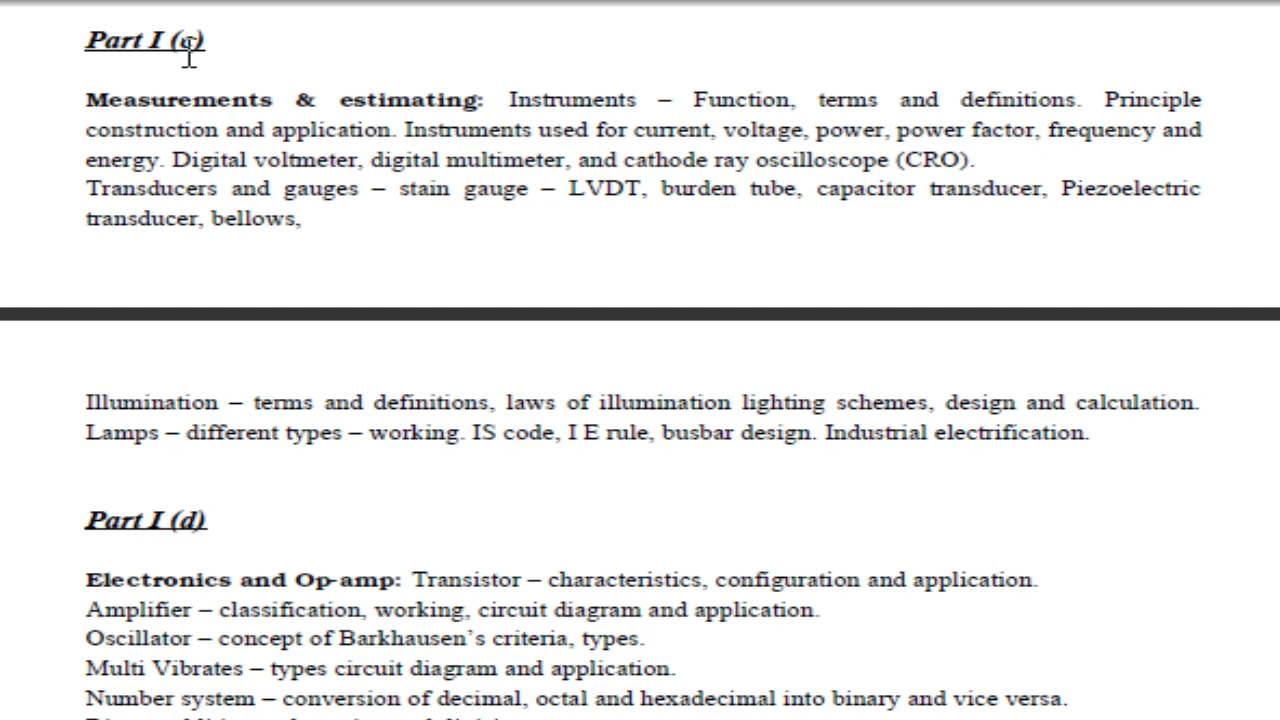 Part I (c)
Measurements & estimating: Instruments – Function, terms and definitions. Principle
construction and application. Instruments used for current, voltage, power, power factor, frequency and
energy. Digital voltmeter, digital multimeter, and cathode ray oscilloscope (CRO).
Transducers and gauges – stain gauge – LVDT, burden tube, capacitor transducer, Piezoelectric
transducer, bellows,
Illumination – terms and definitions, laws of illumination lighting schemes, design and calculation.
Lamps – different types – working. IS code, I E rule, busbar design. Industrial electrification.
Part I (d)
Electronics and Op-amp: Transistor – characteristics, configuration and application.
Amplifier – classification, working, circuit diagram and application.
Oscillator – concept of Barkhausen’s criteria, types.
Multi Vibrates – types circuit diagram and application.
Number system – conversion of decimal, octal and hexadecimal into binary and vice versa.